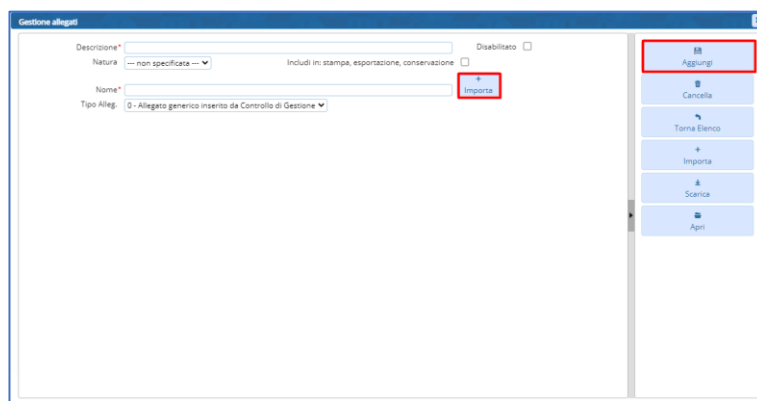 Gestione allegati
Descrizione*
Disabilitato
Natura
--- non specificata ---
Includi in: stampa, esportazione, conservazione
Nome*
+
Importa
Tipo Alleg.
0 - Allegato generico inserito da Controllo di Gestione
Aggiungi
Cancella
Torna Elenco
+
Importa
Scarica
Apri